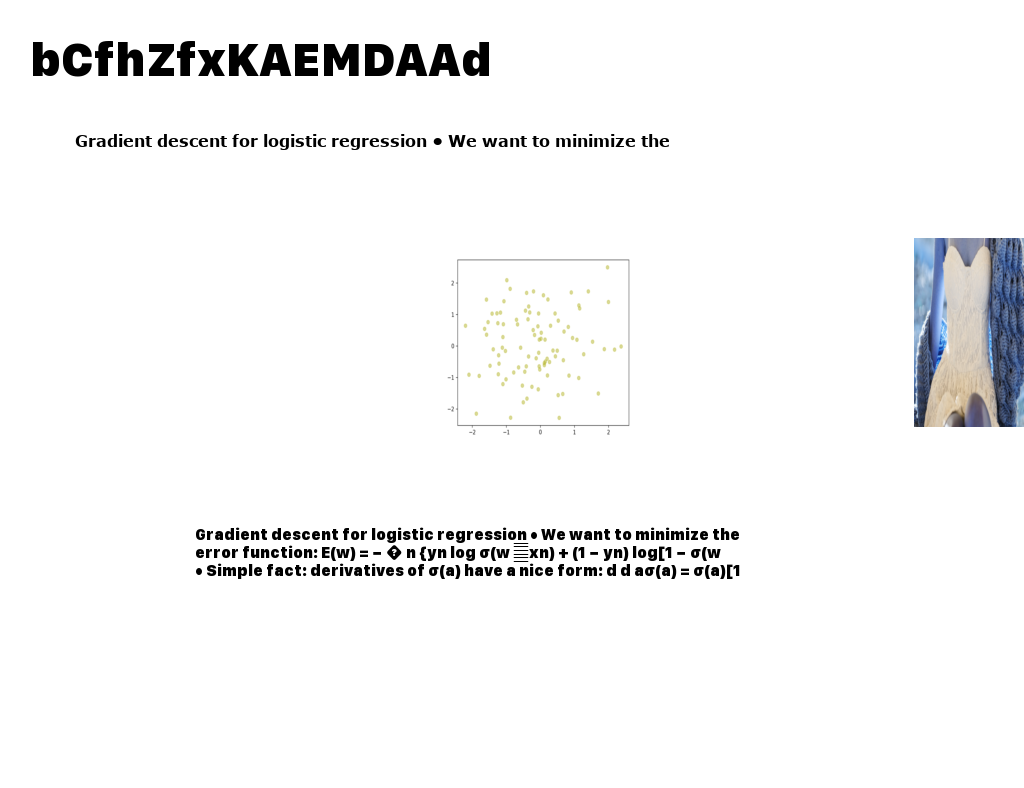 bCfhZfxKAEMDAAd
Gradient descent for logistic regression • We want to minimize the
2
1
0
−1
−2
−2 −1 0 1 2
Gradient descent for logistic regression • We want to minimize the
error function: E(w) = − � n {yn log σ(w xn) + (1 − yn) log[1 − σ(w
• Simple fact: derivatives of σ(a) have a nice form: d d aσ(a) = σ(a)[1